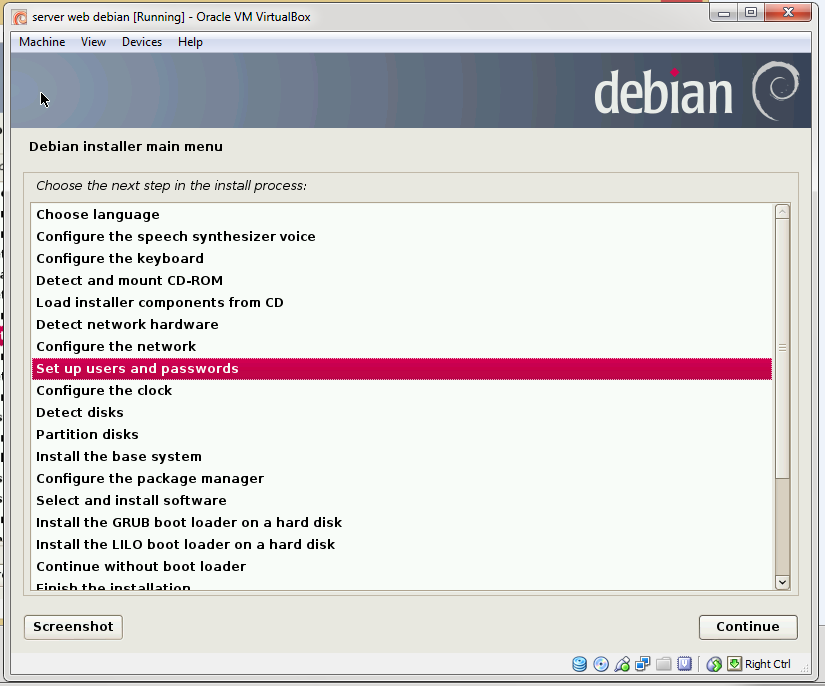 server web debian [Running] - Oracle VM VirtualBox
Machine View Devices Help
debian
Debian installer main menu
Choose the next step in the install process:
Choose language
Configure the speech synthesizer voice
Configure the keyboard
Detect and mount CD-ROM
Load installer components from CD
Detect network hardware
Configure the network
Set up users and passwords
Configure the clock
Detect disks
Partition disks
Install the base system
Configure the package manager
Select and install software
Install the GRUB boot loader on a hard disk
Install the LILO boot loader on a hard disk
Continue without boot loader
Finish the installation
Screenshot Continue
Right Ctrl